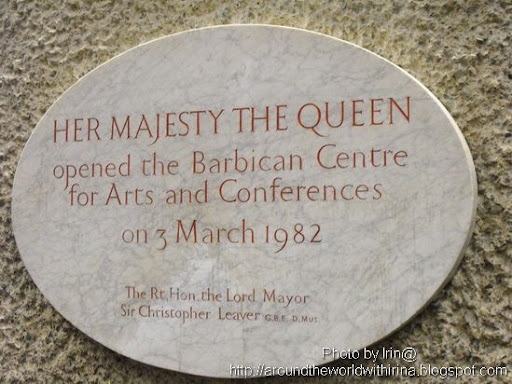 HER MAJESTY THE QUEEN
opened the Barbican Centre
for Arts and Conferences
on 3 March 1982
The Rt. Hon. the Lord Mayor
Sir Christopher Leaver G.B.E. D.Mus.
Photo by Irin@
http://aroundtheworldwithirina.blogspot.com